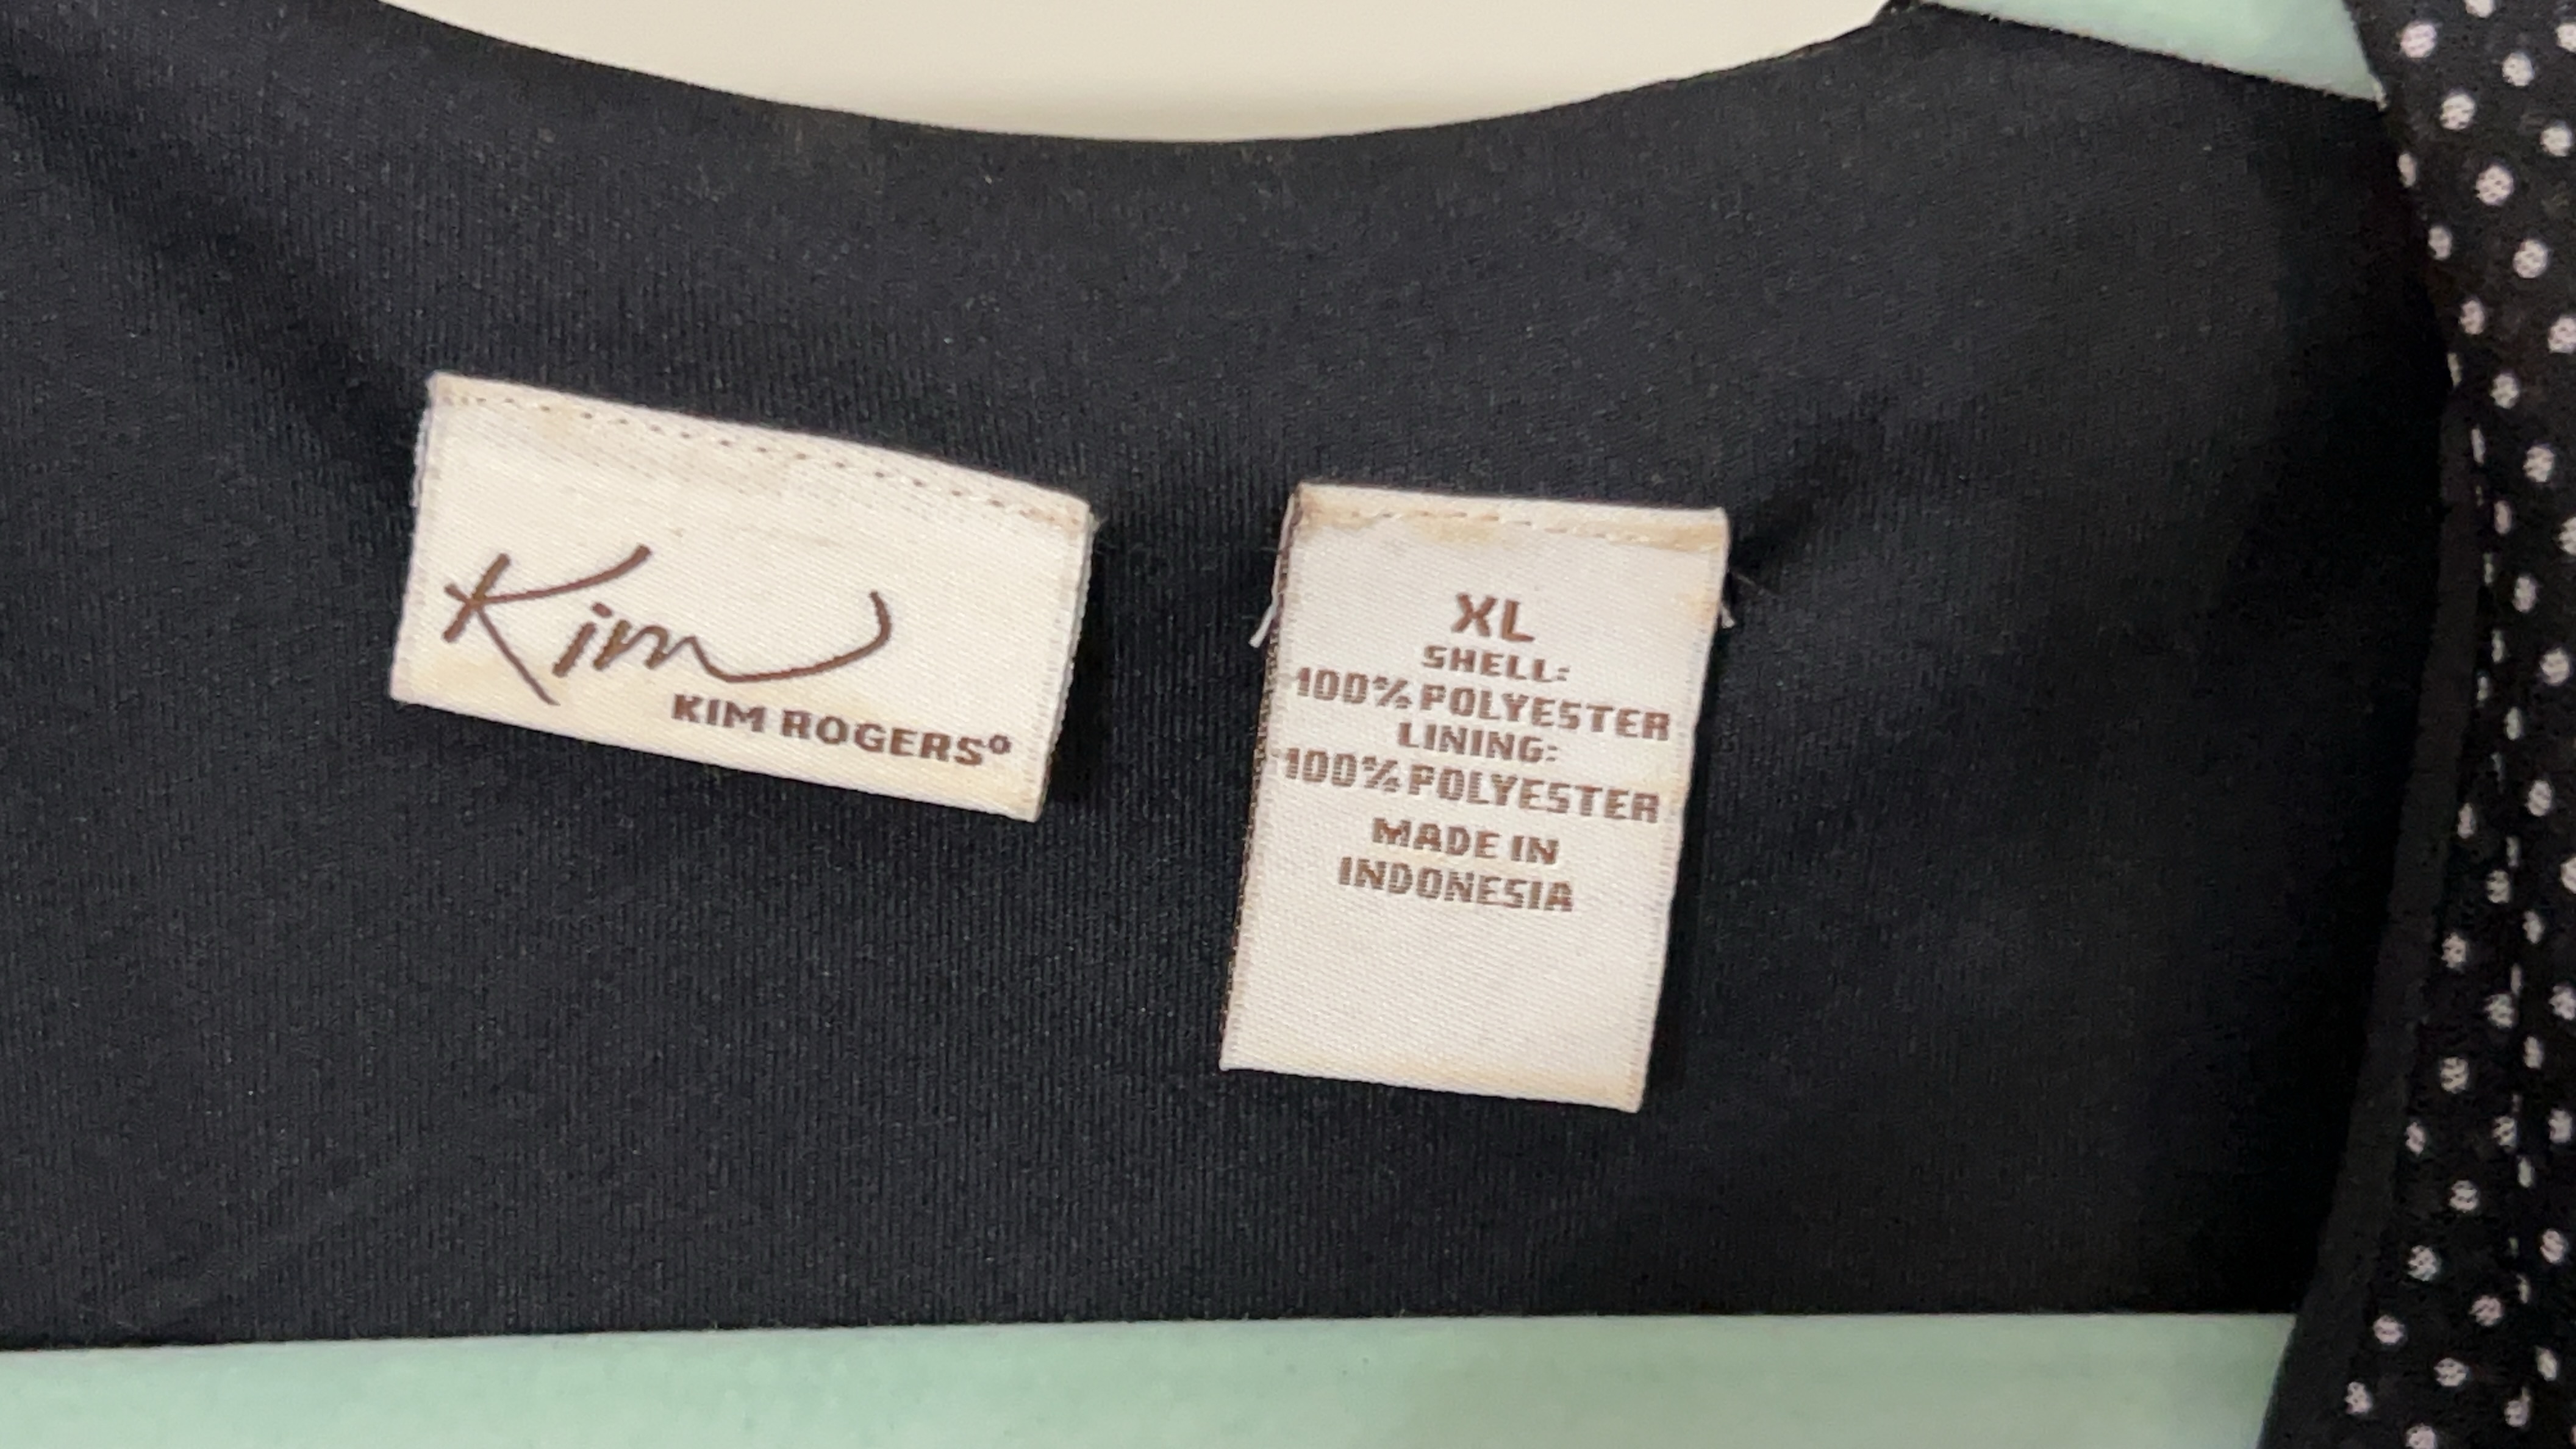 Kim
KIM ROGERS®
XL
SHELL:
100% POLYESTER
LINING:
100% POLYESTER
MADE IN
INDONESIA